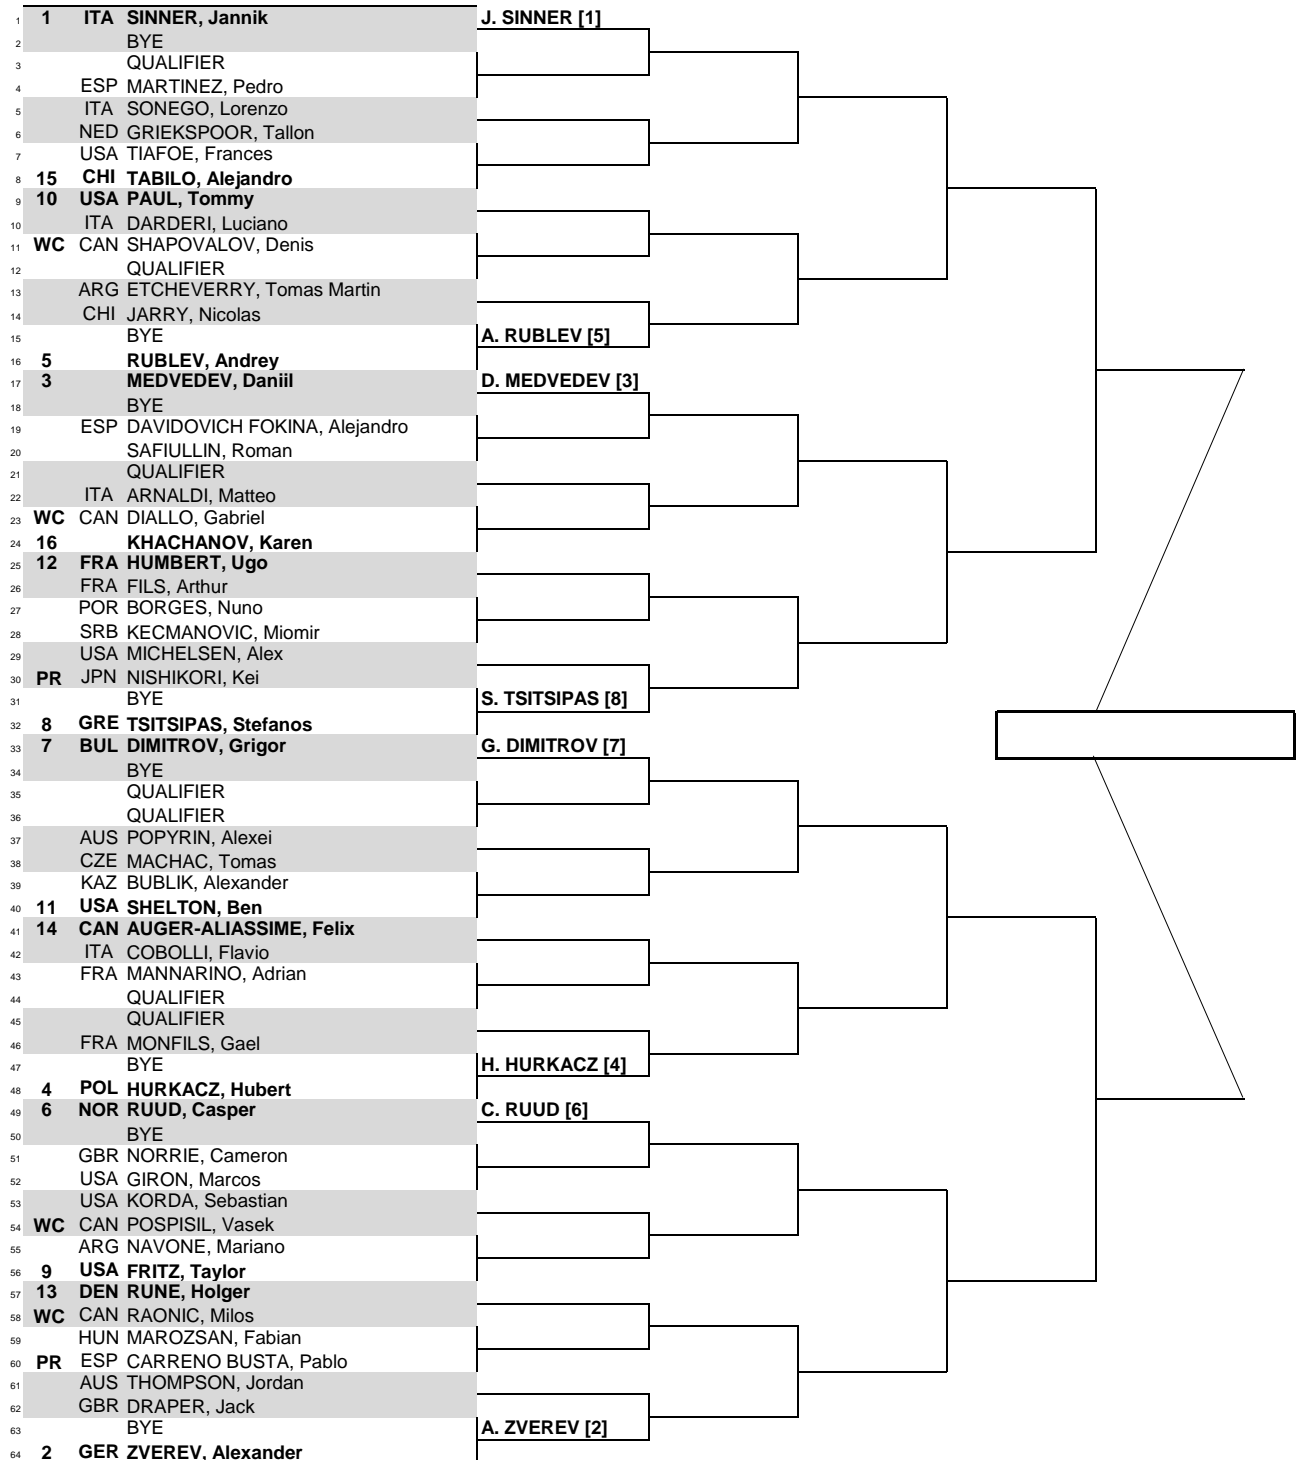 1 1 ITA SINNER, Jannik J. SINNER [1]
2 BYE
3 QUALIFIER
4 ESP MARTINEZ, Pedro
5 ITA SONEGO, Lorenzo
6 NED GRIEKSPOOR, Tallon
7 USA TIAFOE, Frances
8 15 CHI TABILO, Alejandro
9 10 USA PAUL, Tommy
10 ITA DARDERI, Luciano
11 WC CAN SHAPOVALOV, Denis
12 QUALIFIER
13 ARG ETCHEVERRY, Tomas Martin
14 CHI JARRY, Nicolas
15 BYE A. RUBLEV [5]
16 5 RUBLEV, Andrey
17 3 MEDVEDEV, Daniil D. MEDVEDEV [3]
18 BYE
19 ESP DAVIDOVICH FOKINA, Alejandro
20 SAFIULLIN, Roman
21 QUALIFIER
22 ITA ARNALDI, Matteo
23 WC CAN DIALLO, Gabriel
24 16 KHACHANOV, Karen
25 12 FRA HUMBERT, Ugo
26 FRA FILS, Arthur
27 POR BORGES, Nuno
28 SRB KECMANOVIC, Miomir
29 USA MICHELSEN, Alex
30 PR JPN NISHIKORI, Kei
31 BYE S. TSITSIPAS [8]
32 8 GRE TSITSIPAS, Stefanos
33 7 BUL DIMITROV, Grigor G. DIMITROV [7]
34 BYE
35 QUALIFIER
36 QUALIFIER
37 AUS POPYRIN, Alexei
38 CZE MACHAC, Tomas
39 KAZ BUBLIK, Alexander
40 11 USA SHELTON, Ben
41 14 CAN AUGER-ALIASSIME, Felix
42 ITA COBOLLI, Flavio
43 FRA MANNARINO, Adrian
44 QUALIFIER
45 QUALIFIER
46 FRA MONFILS, Gael
47 BYE H. HURKACZ [4]
48 4 POL HURKACZ, Hubert
49 6 NOR RUUD, Casper C. RUUD [6]
50 BYE
51 GBR NORRIE, Cameron
52 USA GIRON, Marcos
53 USA KORDA, Sebastian
54 WC CAN POSPISIL, Vasek
55 ARG NAVONE, Mariano
56 9 USA FRITZ, Taylor
57 13 DEN RUNE, Holger
58 WC CAN RAONIC, Milos
59 HUN MAROZSAN, Fabian
60 PR ESP CARRENO BUSTA, Pablo
61 AUS THOMPSON, Jordan
62 GBR DRAPER, Jack
63 BYE A. ZVEREV [2]
64 2 GER ZVEREV, Alexander